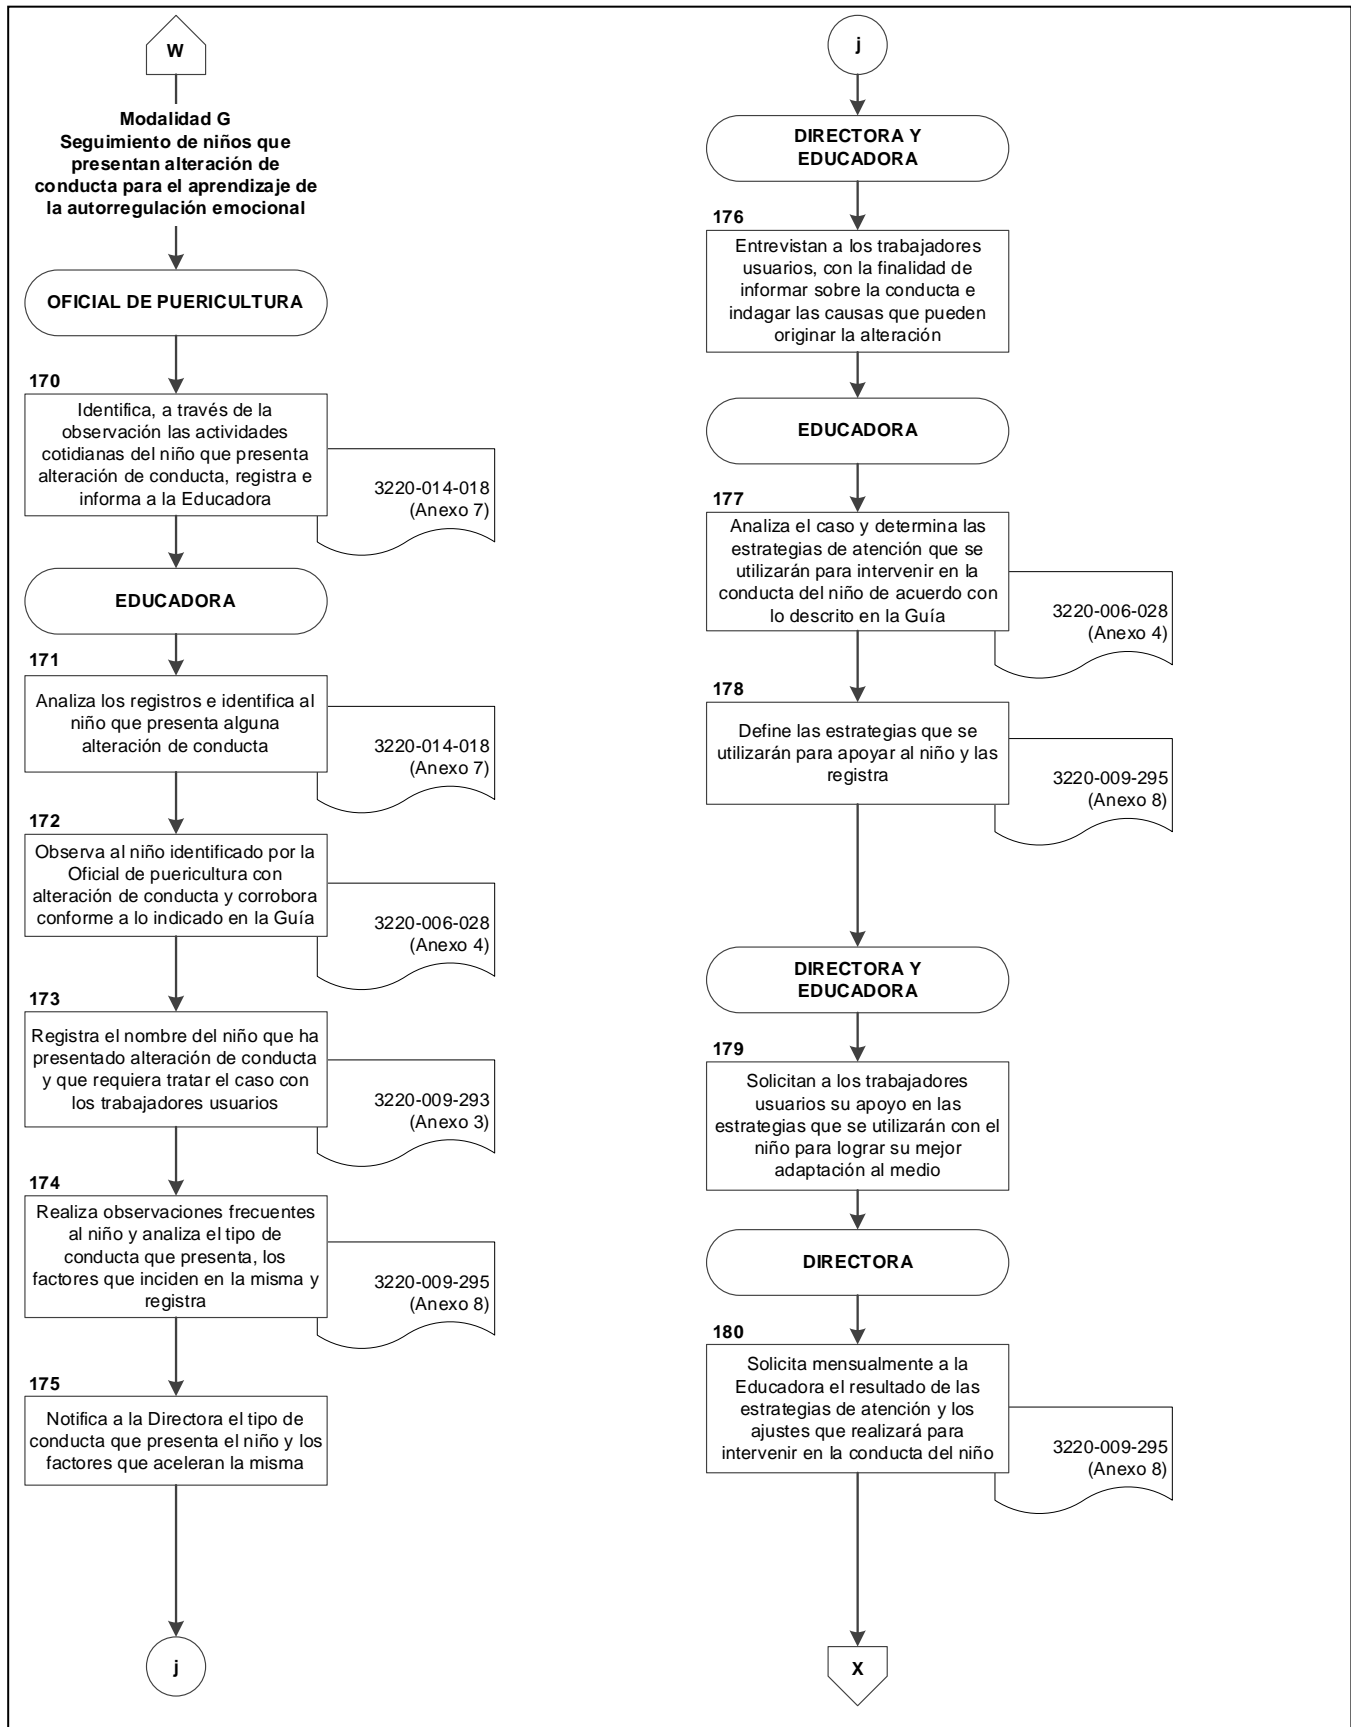 W
Modalidad G
Seguimiento de niños que
presentan alteración de
conducta para el aprendizaje de
la autorregulación emocional
OFICIAL DE PUERICULTURA
170
Identifica, a través de la
observación las actividades
cotidianas del niño que presenta
alteración de conducta, registra e
informa a la Educadora
3220-014-018
(Anexo 7)
EDUCADORA
171
Analiza los registros e identifica al
niño que presenta alguna
alteración de conducta
3220-014-018
(Anexo 7)
172
Observa al niño identificado por la
Oficial de puericultura con
alteración de conducta y corrobora
conforme a lo indicado en la Guía
3220-006-028
(Anexo 4)
173
Registra el nombre del niño que ha
presentado alteración de conducta
y que requiera tratar el caso con
los trabajadores usuarios
3220-009-293
(Anexo 3)
174
Realiza observaciones frecuentes
al niño y analiza el tipo de
conducta que presenta, los
factores que inciden en la misma y
registra
3220-009-295
(Anexo 8)
175
Notifica a la Directora el tipo de
conducta que presenta el niño y los
factores que aceleran la misma
j
j
DIRECTORA Y
EDUCADORA
176
Entrevistan a los trabajadores
usuarios, con la finalidad de
informar sobre la conducta e
indagar las causas que pueden
originar la alteración
EDUCADORA
177
Analiza el caso y determina las
estrategias de atención que se
utilizarán para intervenir en la
conducta del niño de acuerdo con
lo descrito en la Guía
3220-006-028
(Anexo 4)
178
Define las estrategias que se
utilizarán para apoyar al niño y las
registra
3220-009-295
(Anexo 8)
DIRECTORA Y
EDUCADORA
179
Solicitan a los trabajadores
usuarios su apoyo en las
estrategias que se utilizarán con el
niño para lograr su mejor
adaptación al medio
DIRECTORA
180
Solicita mensualmente a la
Educadora el resultado de las
estrategias de atención y los
ajustes que realizará para
intervenir en la conducta del niño
3220-009-295
(Anexo 8)
X